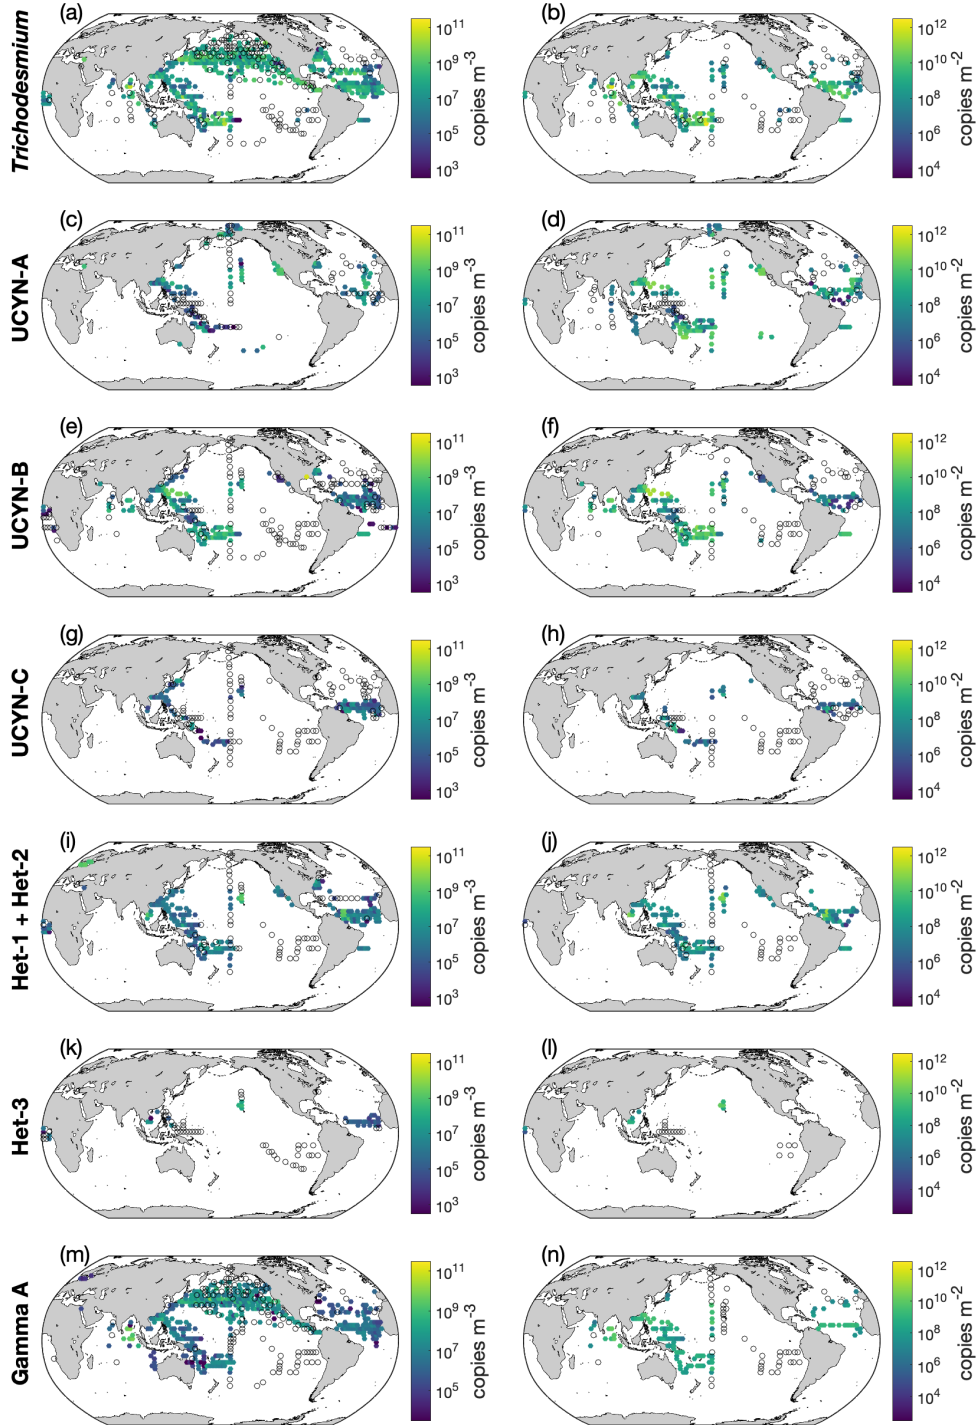 Trichodesmium
(a)
10^11
10^9
10^7
10^5
10^3
copies m^-3
(b)
10^12
10^10
10^8
10^6
10^4
copies m^-2
UCYN-A
(c)
10^11
10^9
10^7
10^5
10^3
copies m^-3
(d)
10^12
10^10
10^8
10^6
10^4
copies m^-2
UCYN-B
(e)
10^11
10^9
10^7
10^5
10^3
copies m^-3
(f)
10^12
10^10
10^8
10^6
10^4
copies m^-2
UCYN-C
(g)
10^11
10^9
10^7
10^5
10^3
copies m^-3
(h)
10^12
10^10
10^8
10^6
10^4
copies m^-2
Het-1 + Het-2
(i)
10^11
10^9
10^7
10^5
10^3
copies m^-3
(j)
10^12
10^10
10^8
10^6
10^4
copies m^-2
Het-3
(k)
10^11
10^9
10^7
10^5
10^3
copies m^-3
(l)
10^12
10^10
10^8
10^6
10^4
copies m^-2
Gamma A
(m)
10^11
10^9
10^7
10^5
copies m^-3
(n)
10^12
10^10
10^8
10^6
10^4
copies m^-2